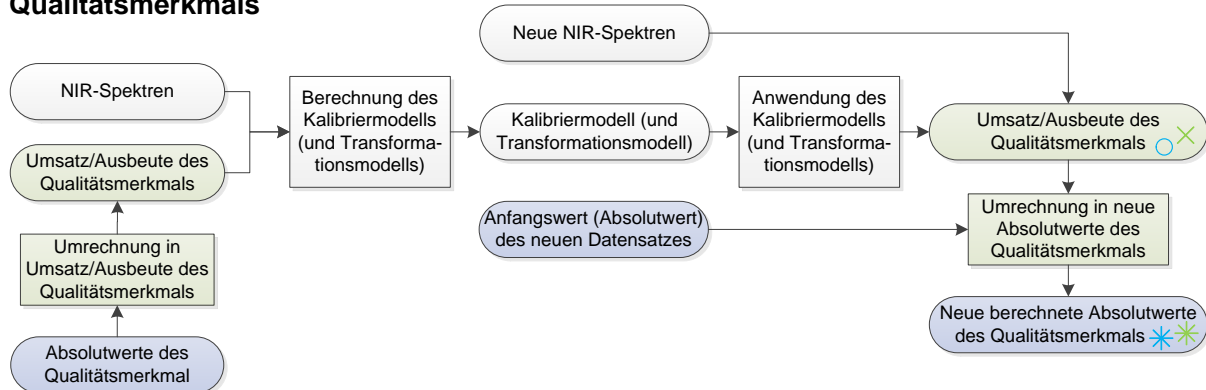 Qualitätsmerkmals
Neue NIR-Spektren
NIR-Spektren
Berechnung des
Kalibriermodells
(und Transforma-
tionsmodells)
Kalibriermodell (und
Transformationsmodell)
Anwendung des
Kalibriermodells
(und Transforma-
tionsmodells)
Umsatz/Ausbeute des
Qualitätsmerkmals
Umsatz/Ausbeute des
Qualitätsmerkmals
Anfangswert (Absolutwert)
des neuen Datensatzes
Umrechnung in neue
Absolutwerte des
Qualitätsmerkmals
Umrechnung in
Umsatz/Ausbeute des
Qualitätsmerkmals
Neue berechnete Absolutwerte
des Qualitätsmerkmals
Absolutwerte des
Qualitätsmerkmal